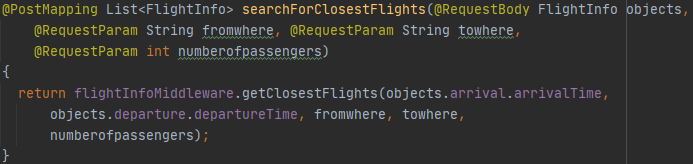 @PostMapping List<FlightInfo> searchForClosestFlights(@RequestBody FlightInfo objects,
@RequestParam String fromwhere, @RequestParam String towhere,
@RequestParam int numberofpassengers)
{
return flightInfoMiddleware.getClosestFlights(objects.arrival.arrivalTime,
objects.departure.departureTime, fromwhere, towhere,
numberofpassengers);
}